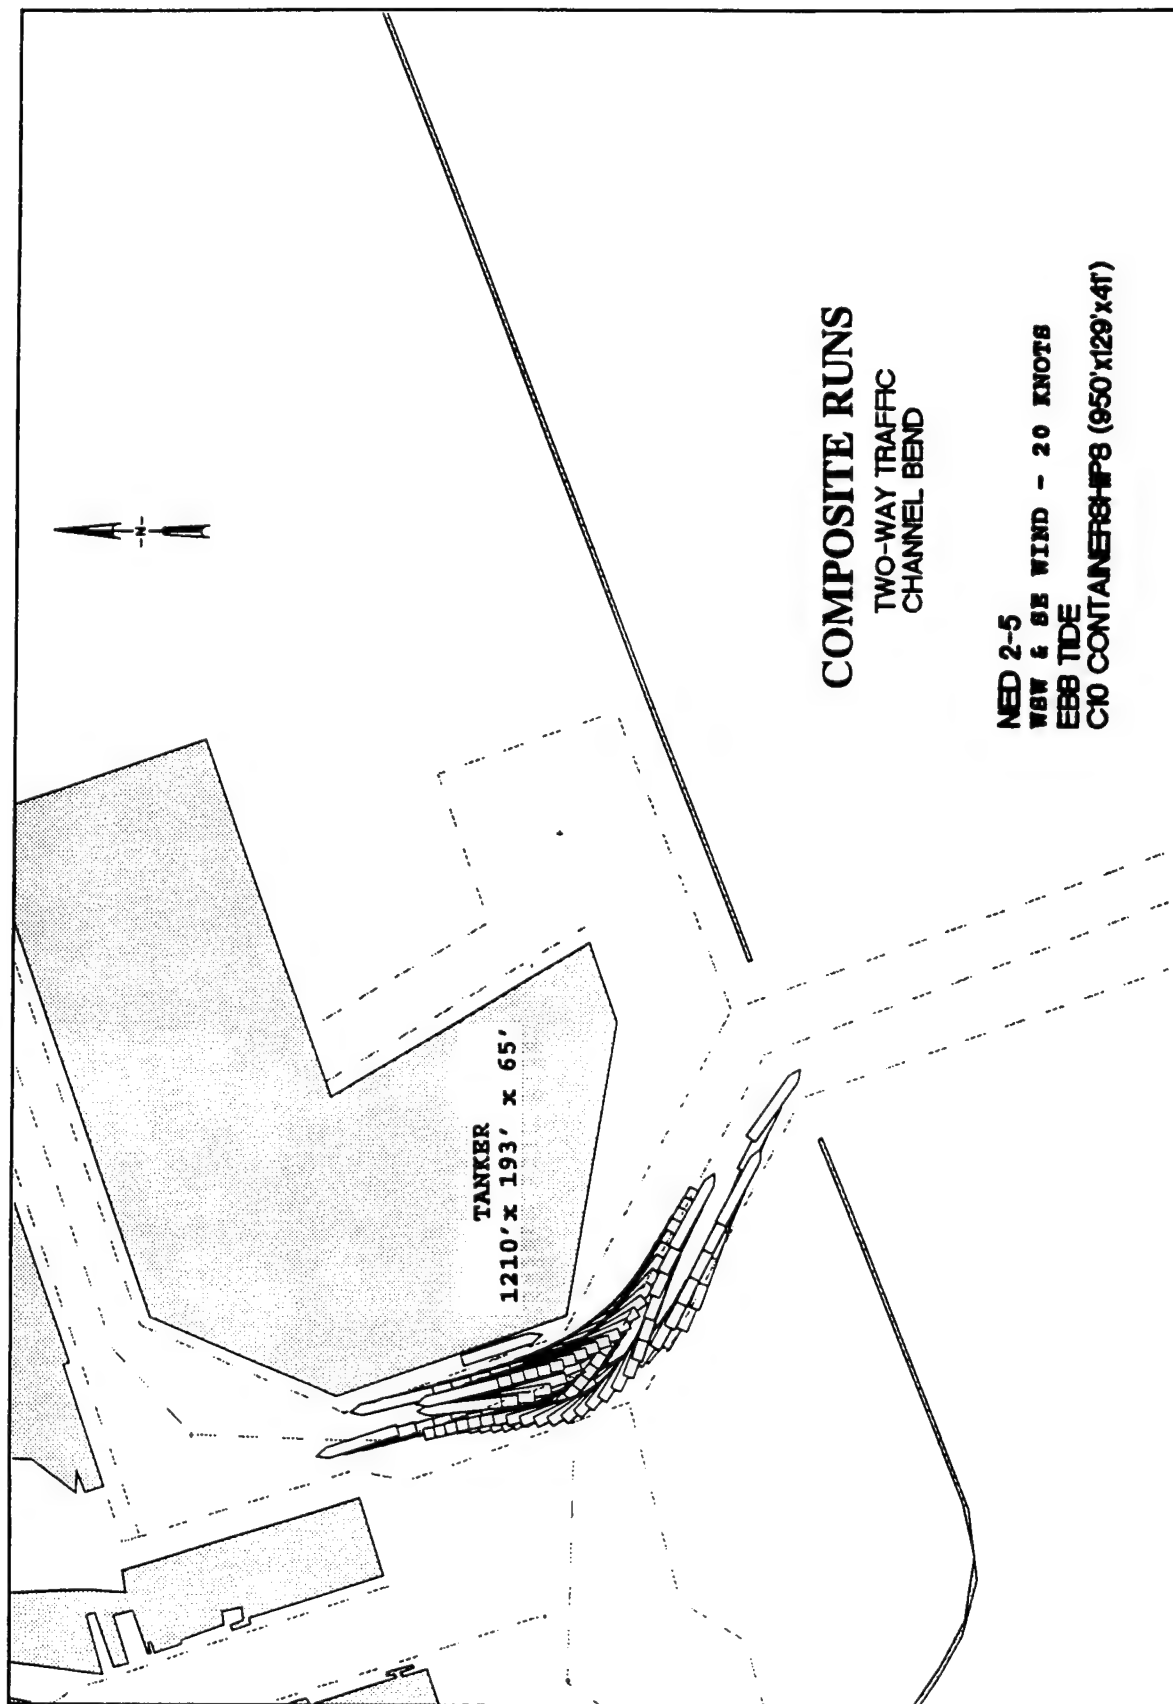 -N-
TANKER
1210'x 193' x 65'
COMPOSITE RUNS
TWO-WAY TRAFFIC
CHANNEL BEND
NED 2-5
WSW & SE WIND - 20 KNOTS
EBB TIDE
C10 CONTAINERSHIPS (950'x129'x41')